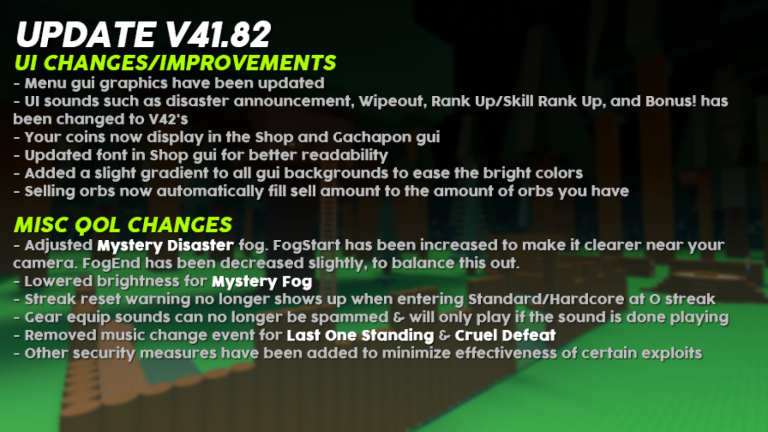 UPDATE V41.82
UI CHANGES/IMPROVEMENTS
- Menu gui graphics have been updated
- UI sounds such as disaster announcement, Wipeout, Rank Up/Skill Rank Up, and Bonus! has
been changed to V42's
- Your coins now display in the Shop and Gachapon gui
- Updated font in Shop gui for better readability
- Added a slight gradient to all gui backgrounds to ease the bright colors
- Selling orbs now automatically fill sell amount to the amount of orbs you have
MISC QOL CHANGES
- Adjusted Mystery Disaster fog. FogStart has been increased to make it clearer near your
camera. FogEnd has been decreased slightly, to balance this out.
- Lowered brightness for Mystery Fog
- Streak reset warning no longer shows up when entering Standard/Hardcore at 0 streak
- Gear equip sounds can no longer be spammed & will only play if the sound is done playing
- Removed music change event for Last One Standing & Cruel Defeat
- Other security measures have been added to minimize effectiveness of certain exploits